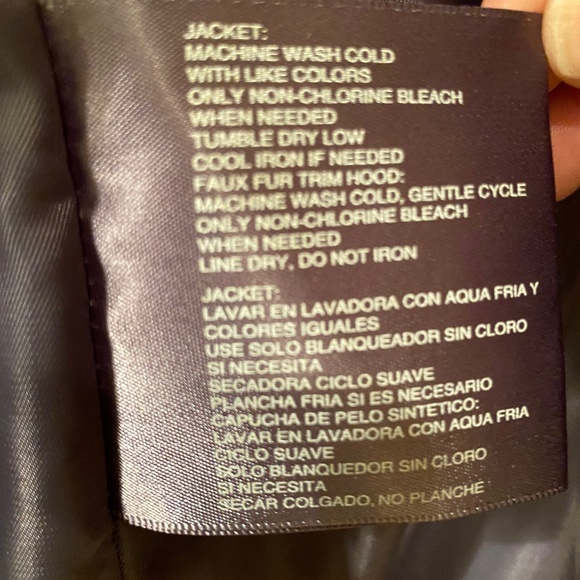 JACKET:
MACHINE WASH COLD
WITH LIKE COLORS
ONLY NON-CHLORINE BLEACH
WHEN NEEDED
TUMBLE DRY LOW
COOL IRON IF NEEDED
FAUX FUR TRIM HOOD:
MACHINE WASH COLD, GENTLE CYCLE
ONLY NON-CHLORINE BLEACH
WHEN NEEDED
LINE DRY, DO NOT IRON
JACKET:
LAVAR EN LAVADORA CON AQUA FRIA Y
COLORES IGUALES
USE SOLO BLANQUEADOR SIN CLORO
SI NECESITA
SECADORA CICLO SUAVE
PLANCHA FRIA SI ES NECESARIO
CAPUCHA DE PELO SINTETICO:
LAVAR EN LAVADORA CON AQUA FRIA
CICLO SUAVE
SOLO BLANQUEDOR SIN CLORO
SI NECESITA
SECAR COLGADO, NO PLANCHE